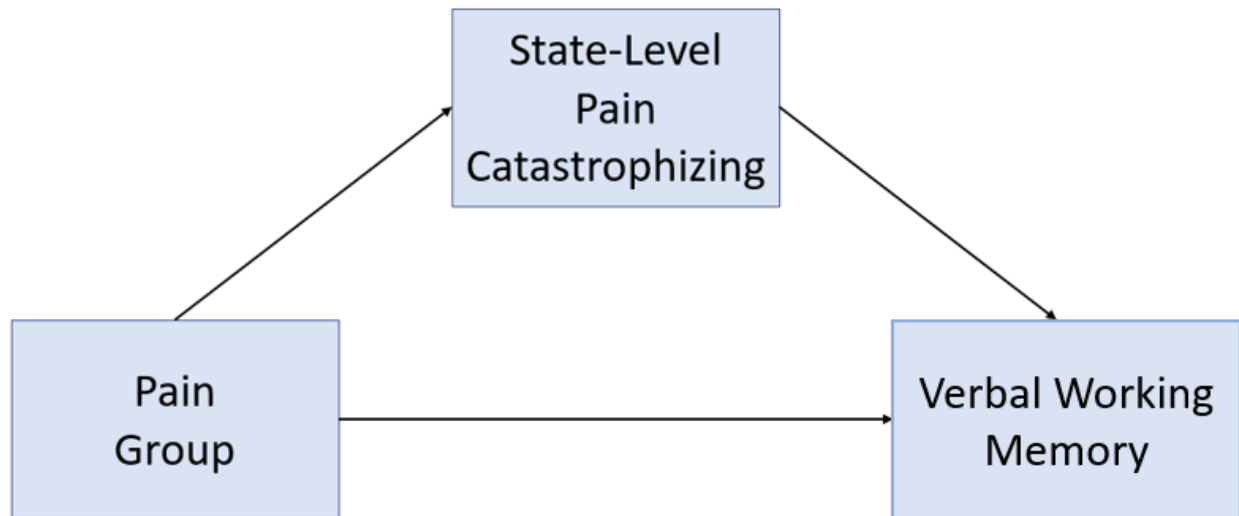 State-Level
Pain
Catastrophizing
Pain
Group
Verbal Working
Memory